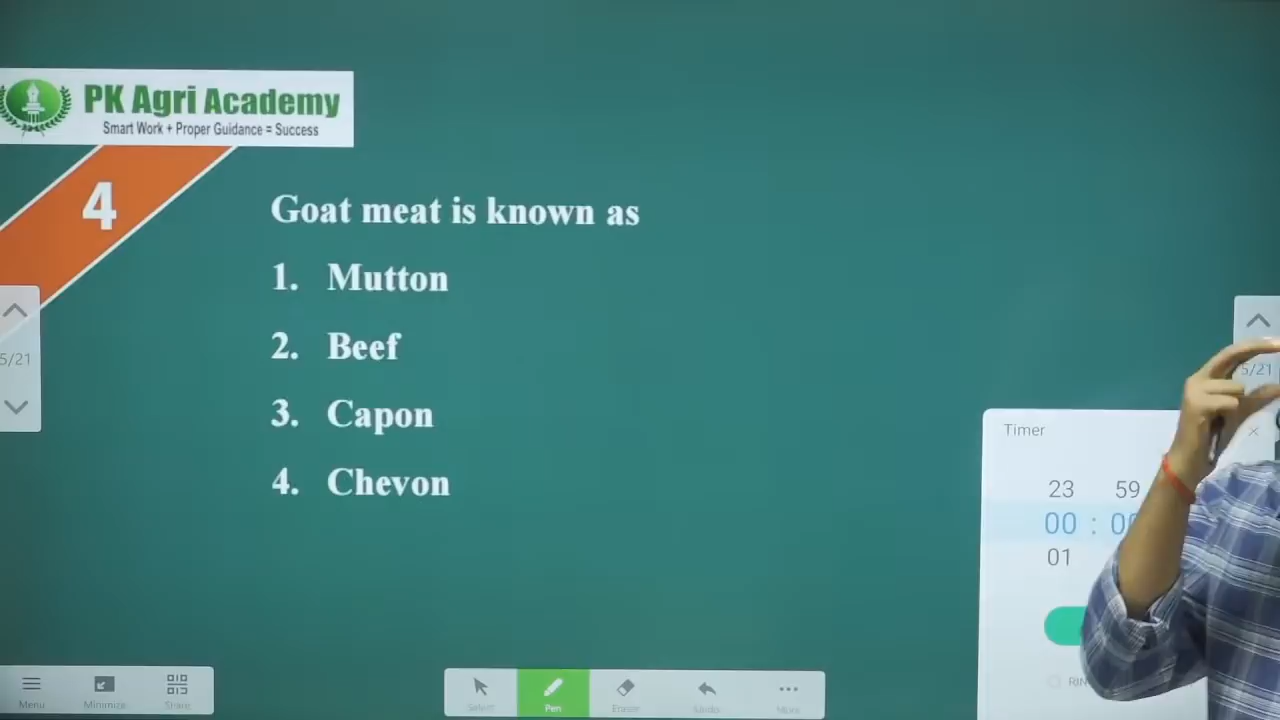 PK Agri Academy
Smart Work + Proper Guidance = Success
4
Goat meat is known as
1. Mutton
2. Beef
3. Capon
4. Chevon
5/21
5/21
Timer
23 59
00 : 00
01
Menu
Minimize
Share
Select
Pen
Eraser
Undo
More